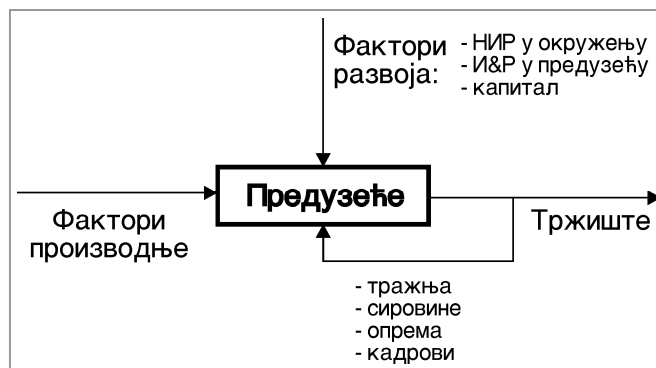 Фактори
развоја:
- НИР у окружењу
- И&Р у предузећу
- капитал
Предузеће
Фактори
производње
Тржиште
- тражња
- сировине
- опрема
- кадрови